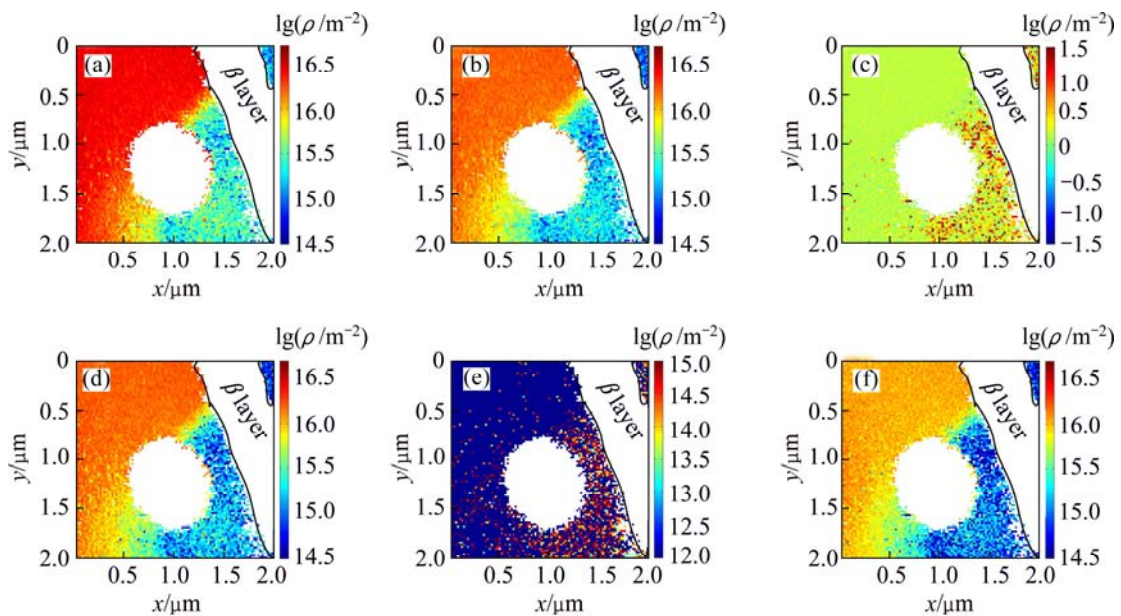 lg(ρ/m⁻²) lg(ρ/m⁻²) lg(ρ/m⁻²)
0 (a) β layer 16.5 0 (b) β layer 16.5 0 (c) β layer 1.5
1.0
0.5 16.0 0.5 16.0 0.5 0.5
y/μm 1.0 15.5 y/μm 1.0 15.5 y/μm 1.0 0
−0.5
1.5 15.0 1.5 15.0 1.5 −1.0
2.0 14.5 2.0 14.5 2.0 −1.5
0.5 1.0 1.5 2.0 0.5 1.0 1.5 2.0 0.5 1.0 1.5 2.0
x/μm x/μm x/μm
lg(ρ/m⁻²) lg(ρ/m⁻²) lg(ρ/m⁻²)
0 (d) β layer 16.5 0 (e) β layer 15.0 0 (f) β layer 16.5
14.5
0.5 16.0 0.5 14.0 0.5 16.0
13.5
y/μm 1.0 15.5 y/μm 1.0 y/μm 1.0 15.5
13.0
1.5 15.0 1.5 12.5 1.5 15.0
2.0 14.5 2.0 12.0 2.0 14.5
0.5 1.0 1.5 2.0 0.5 1.0 1.5 2.0 0.5 1.0 1.5 2.0
x/μm x/μm x/μm